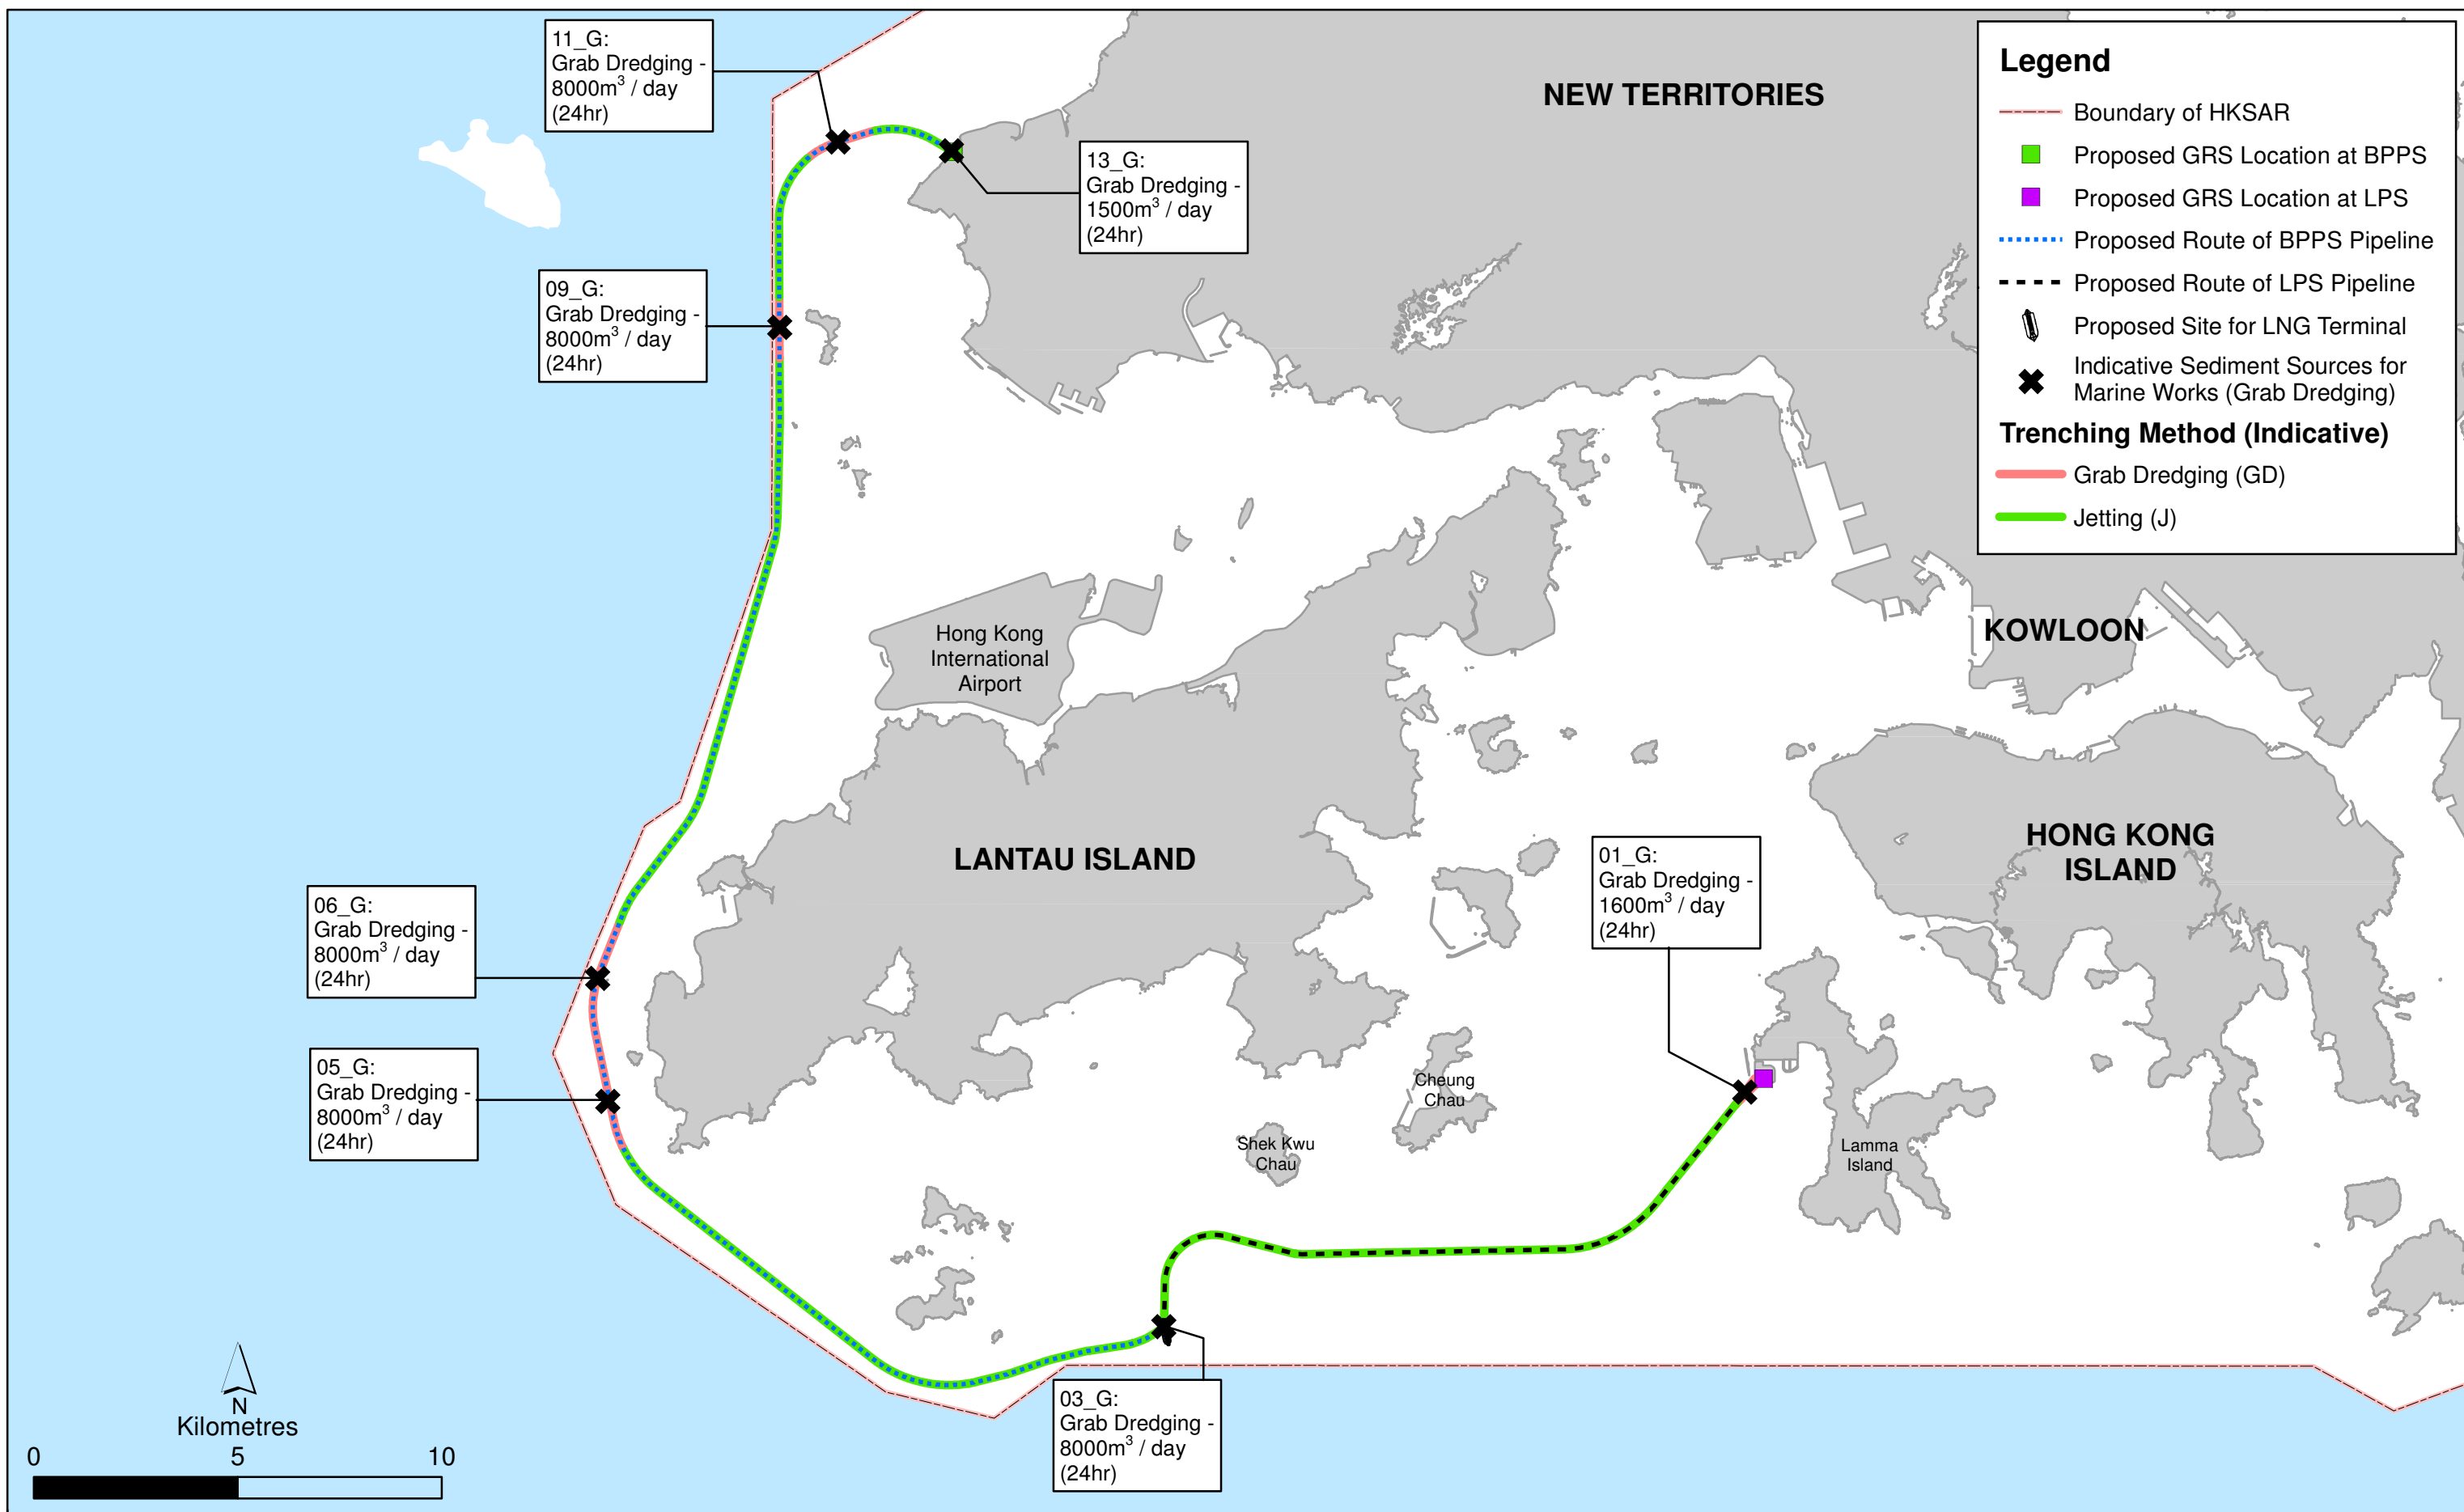 11_G:
Grab Dredging -
8000m³ / day
(24hr)
NEW TERRITORIES
13_G:
Grab Dredging -
1500m³ / day
(24hr)
09_G:
Grab Dredging -
8000m³ / day
(24hr)
Legend
Boundary of HKSAR
Proposed GRS Location at BPPS
Proposed GRS Location at LPS
Proposed Route of BPPS Pipeline
Proposed Route of LPS Pipeline
Proposed Site for LNG Terminal
Indicative Sediment Sources for
Marine Works (Grab Dredging)
Trenching Method (Indicative)
Grab Dredging (GD)
Jetting (J)
Hong Kong
International
Airport
KOWLOON
LANTAU ISLAND
HONG KONG
ISLAND
01_G:
Grab Dredging -
1600m³ / day
(24hr)
06_G:
Grab Dredging -
8000m³ / day
(24hr)
05_G:
Grab Dredging -
8000m³ / day
(24hr)
Cheung
Chau
Shek Kwu
Chau
Lamma
Island
03_G:
Grab Dredging -
8000m³ / day
(24hr)
N
Kilometres
0 5 10